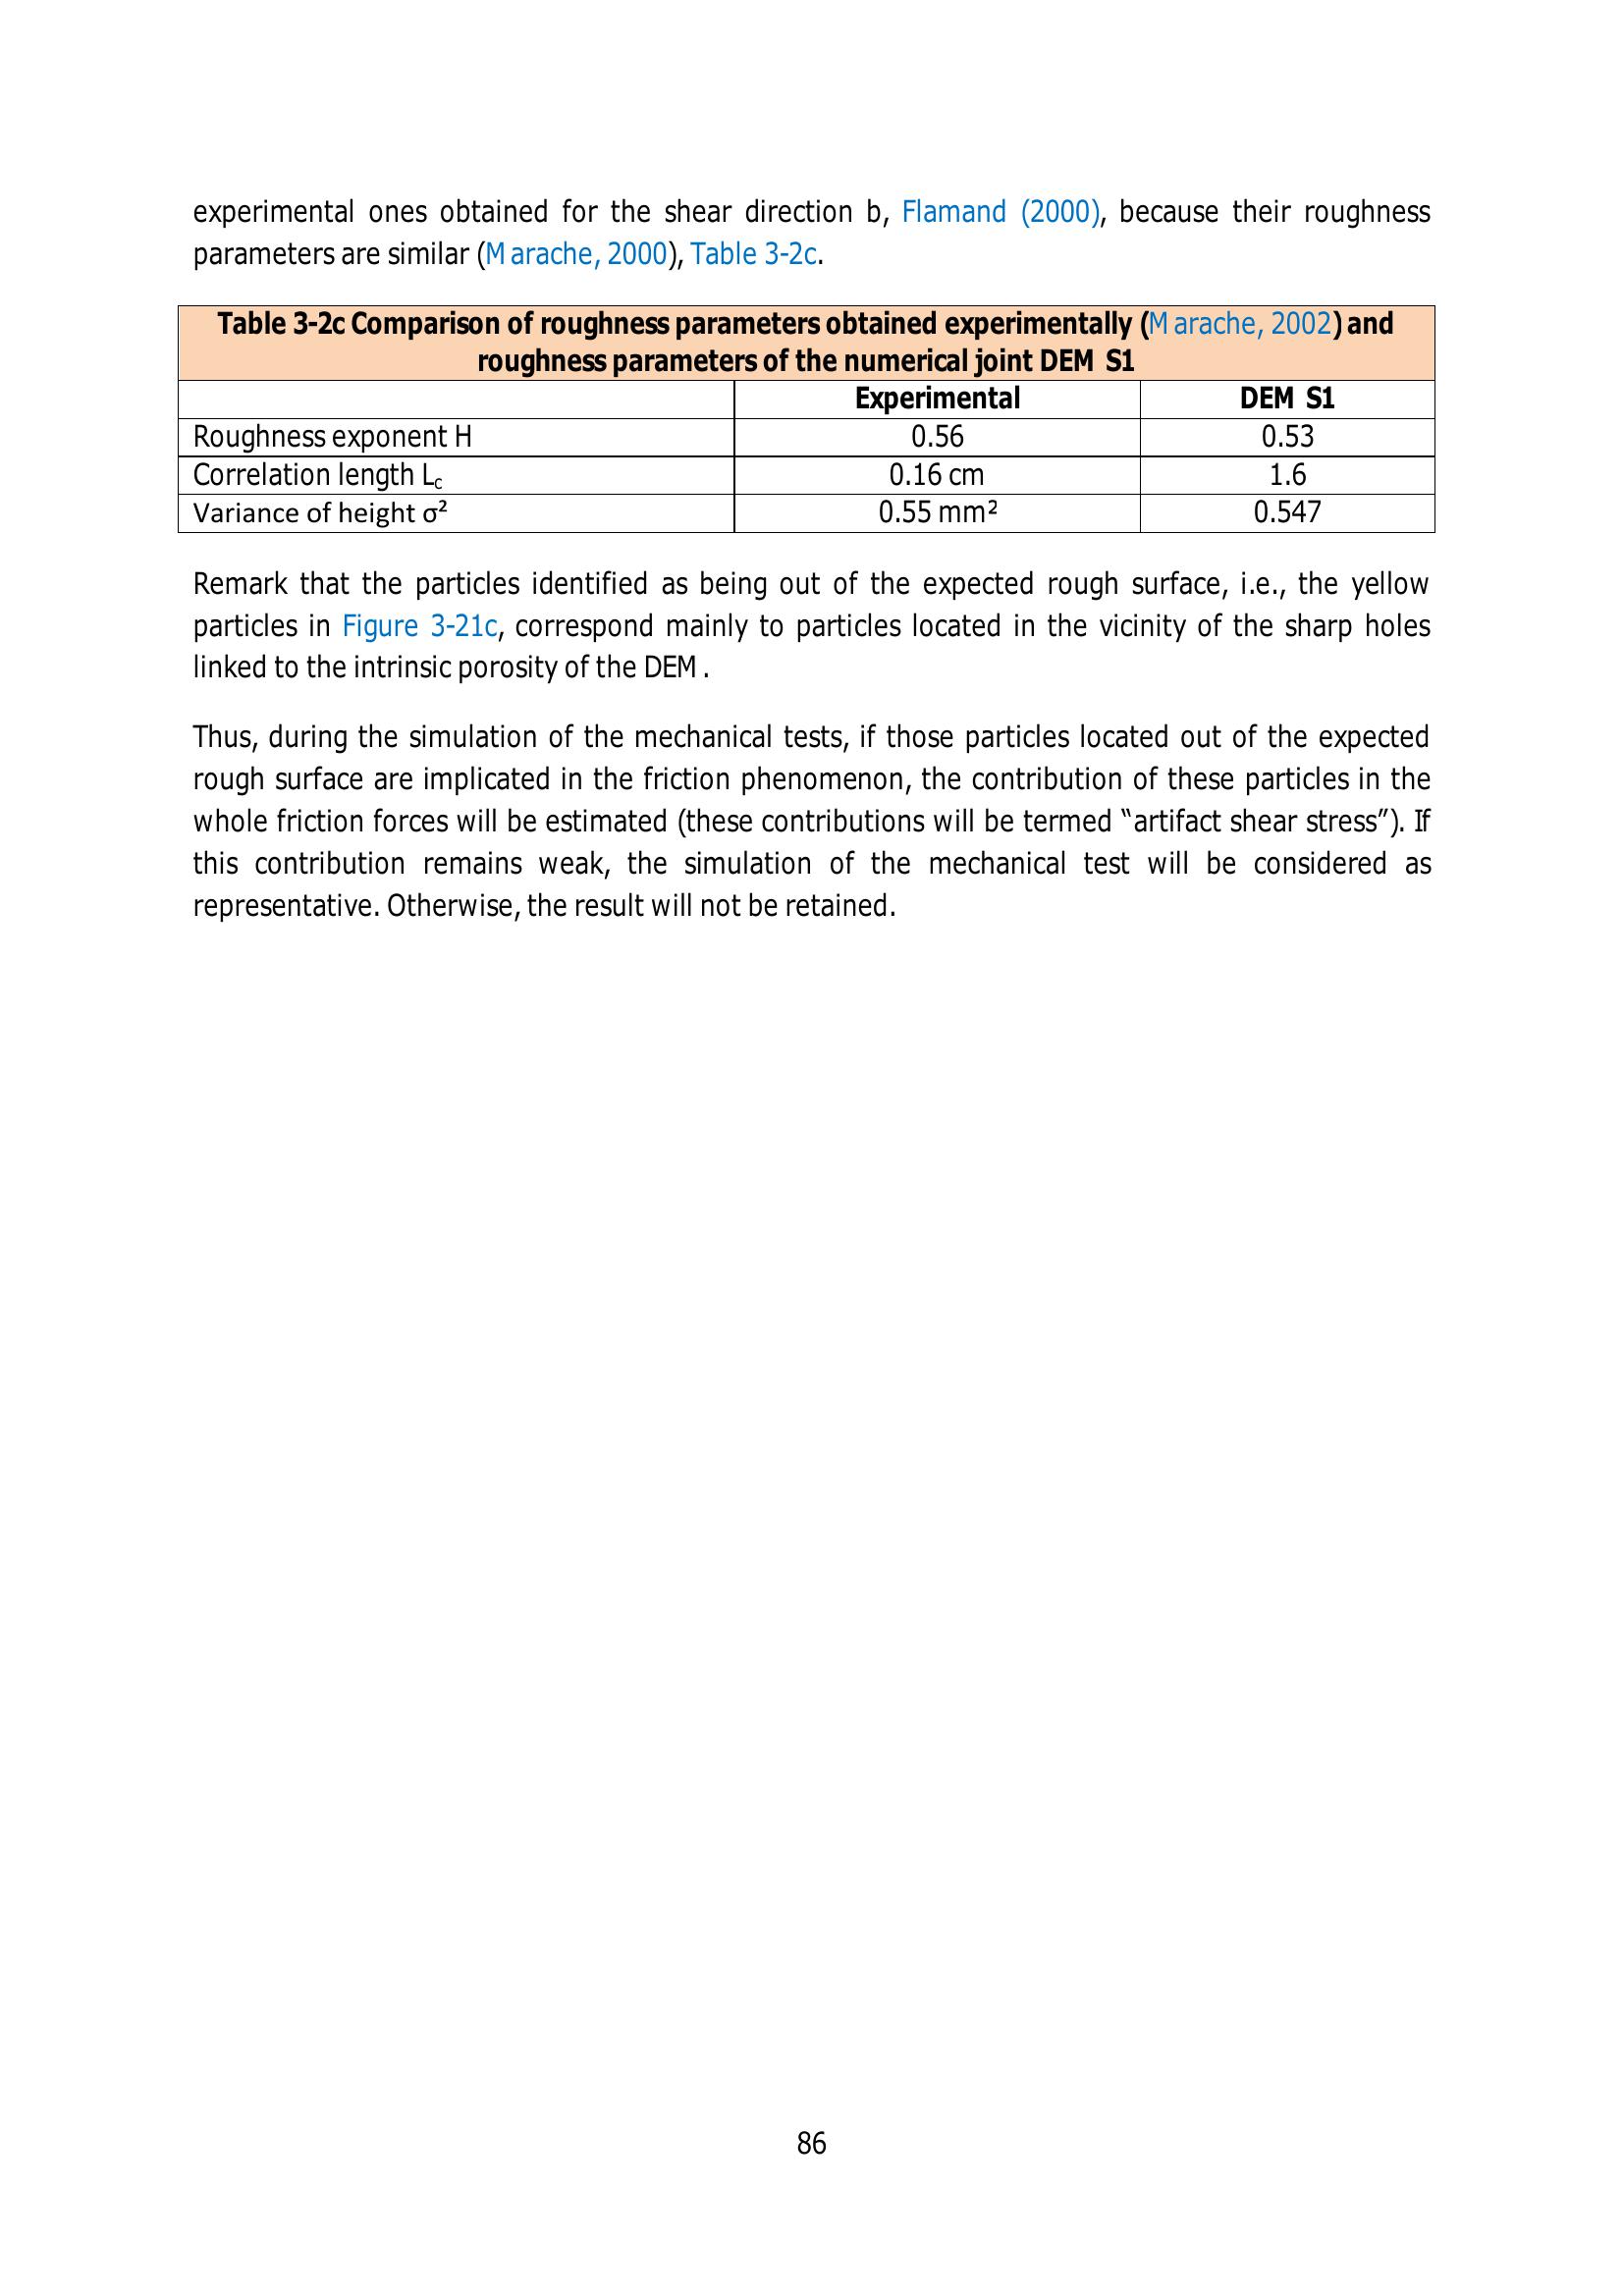 experimental ones obtained for the shear direction b, Flamand (2000), because their roughness
parameters are similar (Marache, 2000), Table 3-2c.
Table 3-2c Comparison of roughness parameters obtained experimentally (Marache, 2002) and
roughness parameters of the numerical joint DEM S1
Experimental DEM S1
Roughness exponent H 0.56 0.53
Correlation length Lc 0.16 cm 1.6
Variance of height σ² 0.55 mm² 0.547
Remark that the particles identified as being out of the expected rough surface, i.e., the yellow
particles in Figure 3-21c, correspond mainly to particles located in the vicinity of the sharp holes
linked to the intrinsic porosity of the DEM.
Thus, during the simulation of the mechanical tests, if those particles located out of the expected
rough surface are implicated in the friction phenomenon, the contribution of these particles in the
whole friction forces will be estimated (these contributions will be termed “artifact shear stress”). If
this contribution remains weak, the simulation of the mechanical test will be considered as
representative. Otherwise, the result will not be retained.
86